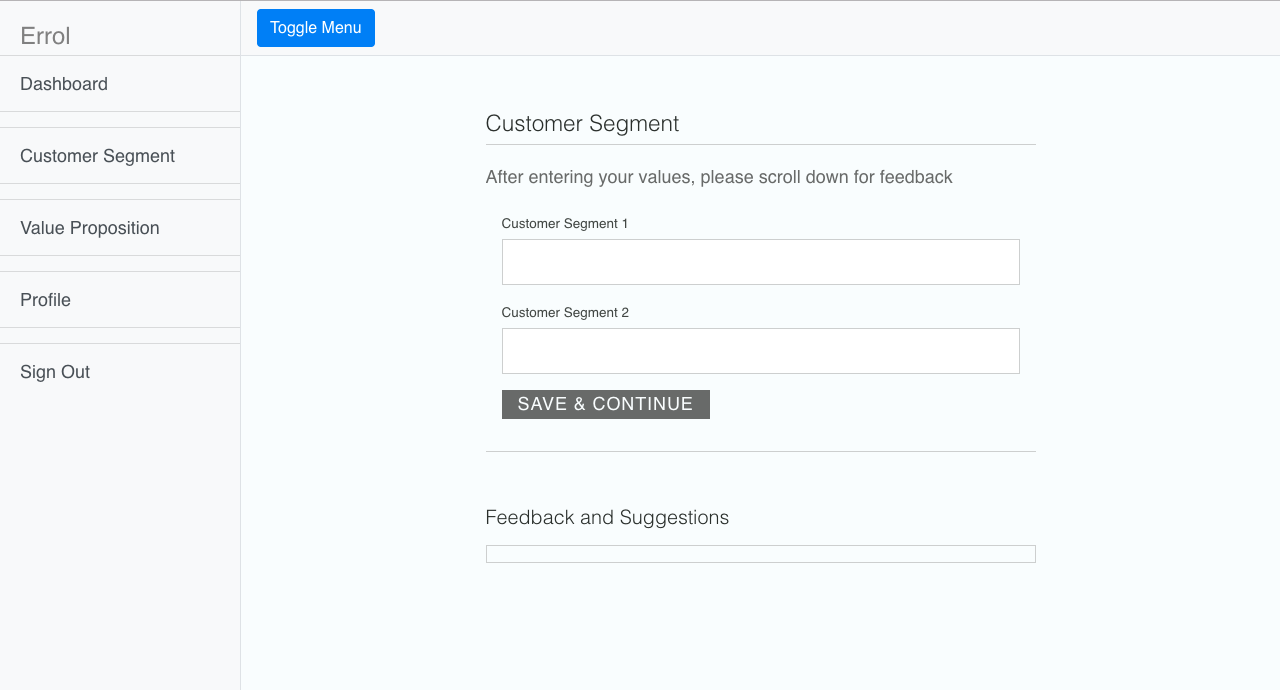 Errol
Toggle Menu
Dashboard
Customer Segment
Value Proposition
Profile
Sign Out
Customer Segment
After entering your values, please scroll down for feedback
Customer Segment 1
Customer Segment 2
SAVE & CONTINUE
Feedback and Suggestions